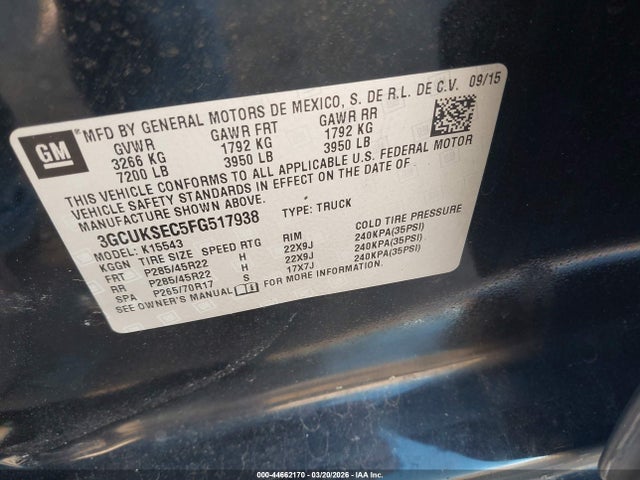 GM
MFD BY GENERAL MOTORS DE MEXICO, S. DE R.L. DE C.V. 09/15
GVWR GAWR FRT GAWR RR
3266 KG 1792 KG 1792 KG
7200 LB 3950 LB 3950 LB
THIS VEHICLE CONFORMS TO ALL APPLICABLE U.S. FEDERAL MOTOR
VEHICLE SAFETY STANDARDS IN EFFECT ON THE DATE OF
MANUFACTURE SHOWN ABOVE.
3GCUKSEC5FG517938 TYPE: TRUCK
MODEL: K15543
KGGN TIRE SIZE SPEED RTG RIM COLD TIRE PRESSURE
FRT P285/45R22 H 22X9J 240KPA(35PSI)
RR P285/45R22 H 22X9J 240KPA(35PSI)
SPA P265/70R17 S 17X7J 240KPA(35PSI)
SEE OWNER'S MANUAL FOR MORE INFORMATION.
000-44662170 | 03/20/2026 | IAA Inc.